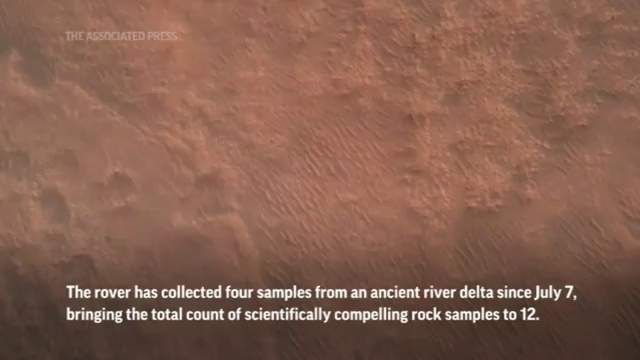 THE ASSOCIATED PRESS
The rover has collected four samples from an ancient river delta since July 7,
bringing the total count of scientifically compelling rock samples to 12.